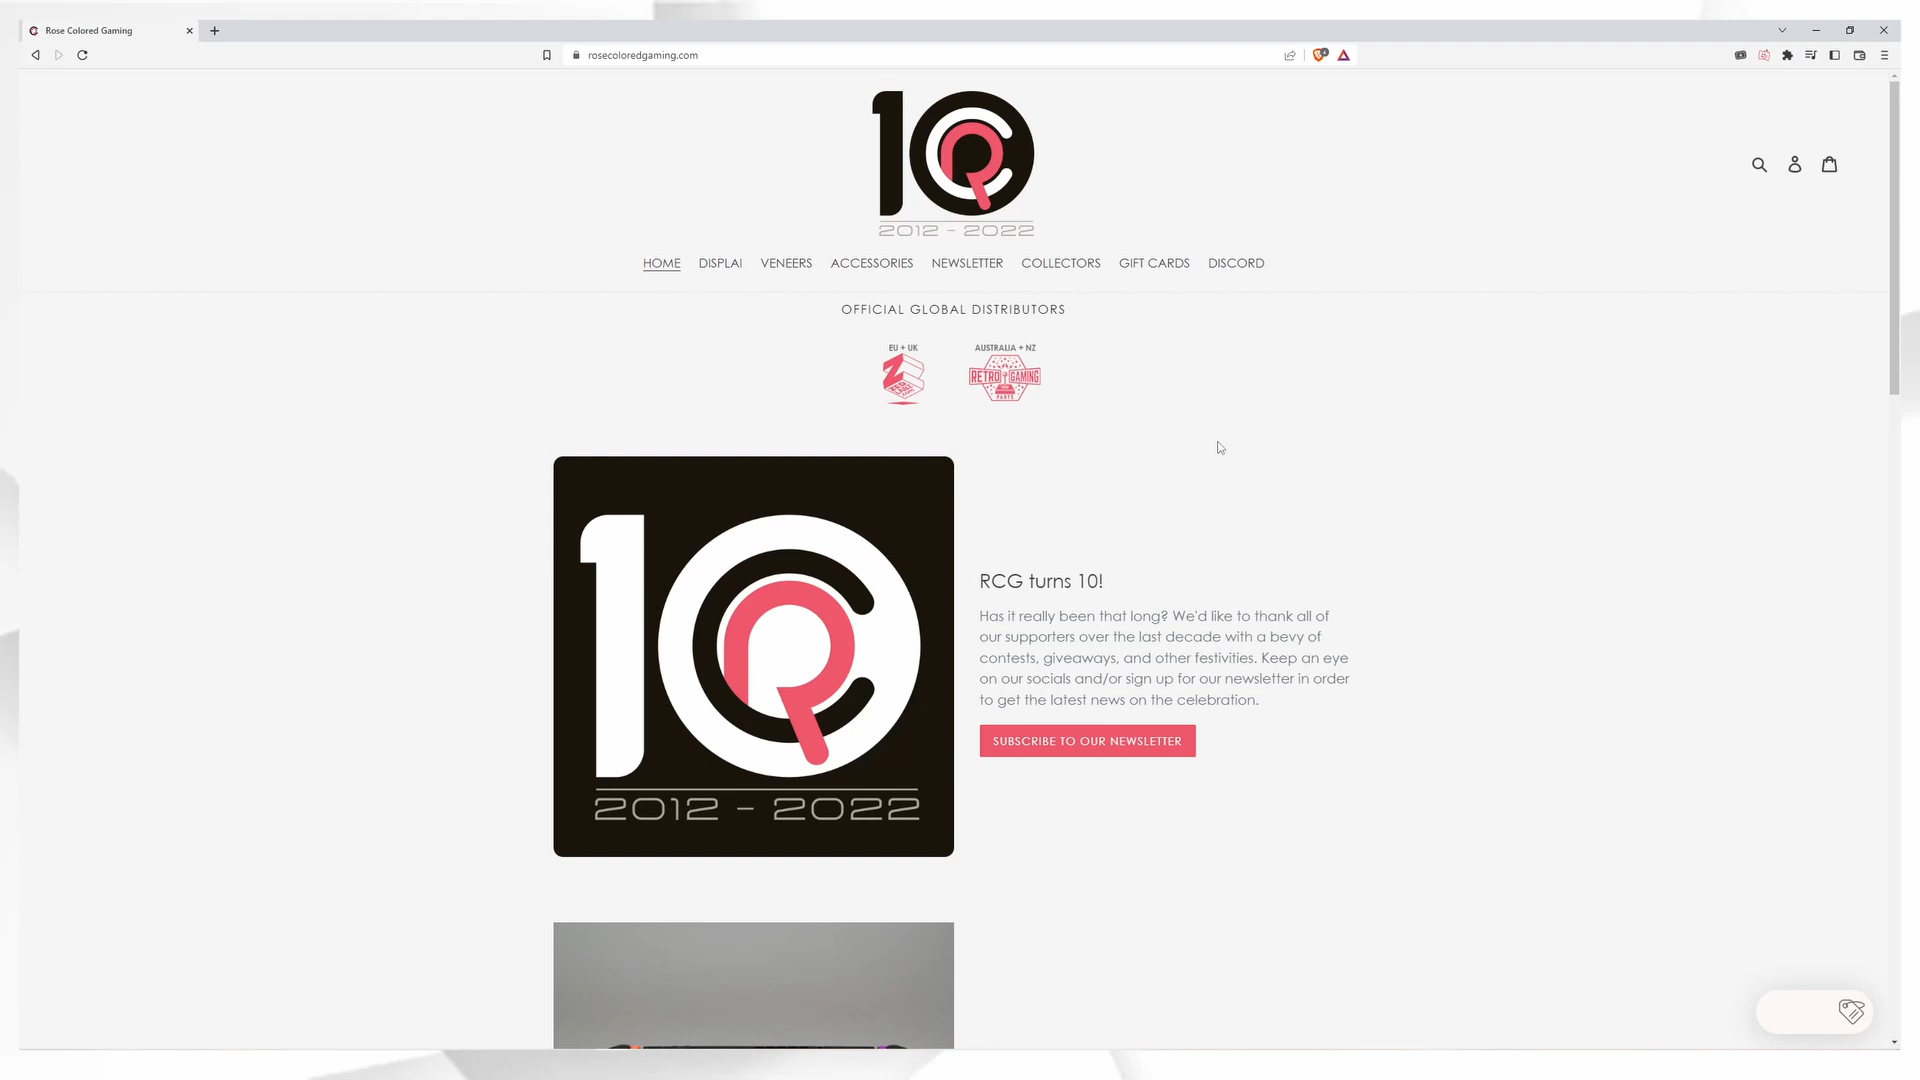 Rose Colored Gaming
rosecoloredgaming.com
10
2012 - 2022
HOME DISPLAI VENEERS ACCESSORIES NEWSLETTER COLLECTORS GIFT CARDS DISCORD
OFFICIAL GLOBAL DISTRIBUTORS
EU + UK
AUSTRALIA + NZ
RETRO GAMING
PARTS
10
2012 - 2022
RCG turns 10!
Has it really been that long? We'd like to thank all of
our supporters over the last decade with a bevy of
contests, giveaways, and other festivities. Keep an eye
on our socials and/or sign up for our newsletter in order
to get the latest news on the celebration.
SUBSCRIBE TO OUR NEWSLETTER